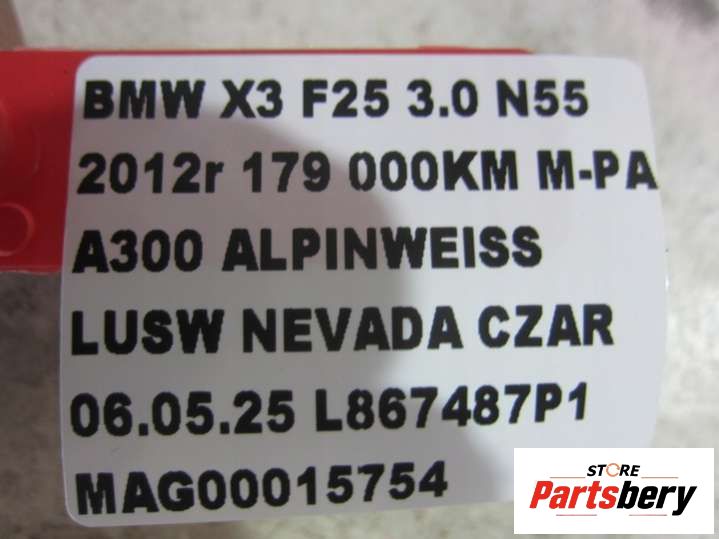 BMW X3 F25 3.0 N55
2012r 179 000KM M-PA
A300 ALPINWEISS
LUSW NEVADA CZAR
06.05.25 L867487P1
MAG00015754
STORE
Partsbery